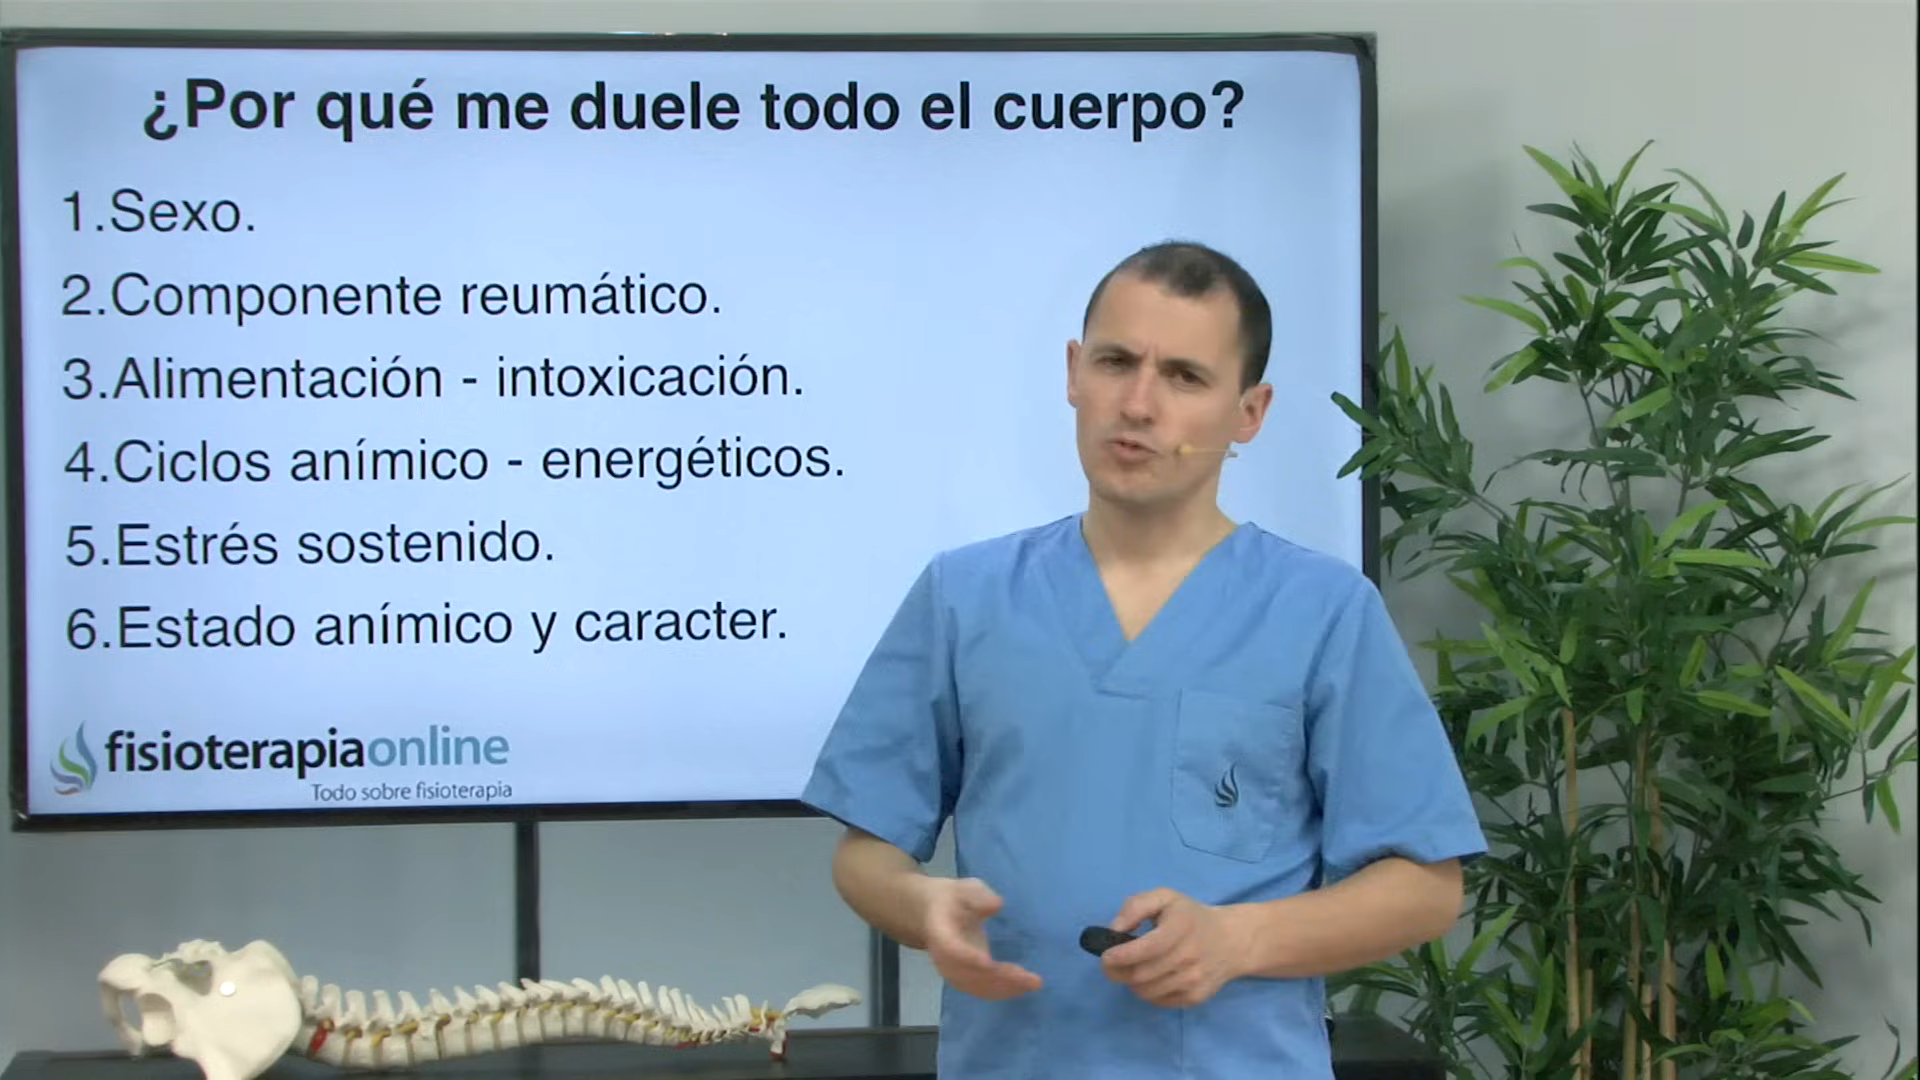 ¿Por qué me duele todo el cuerpo?
1.Sexo.
2.Componente reumático.
3.Alimentación - intoxicación.
4.Ciclos anímico - energéticos.
5.Estrés sostenido.
6.Estado anímico y caracter.
fisioterapiaonline
Todo sobre fisioterapia